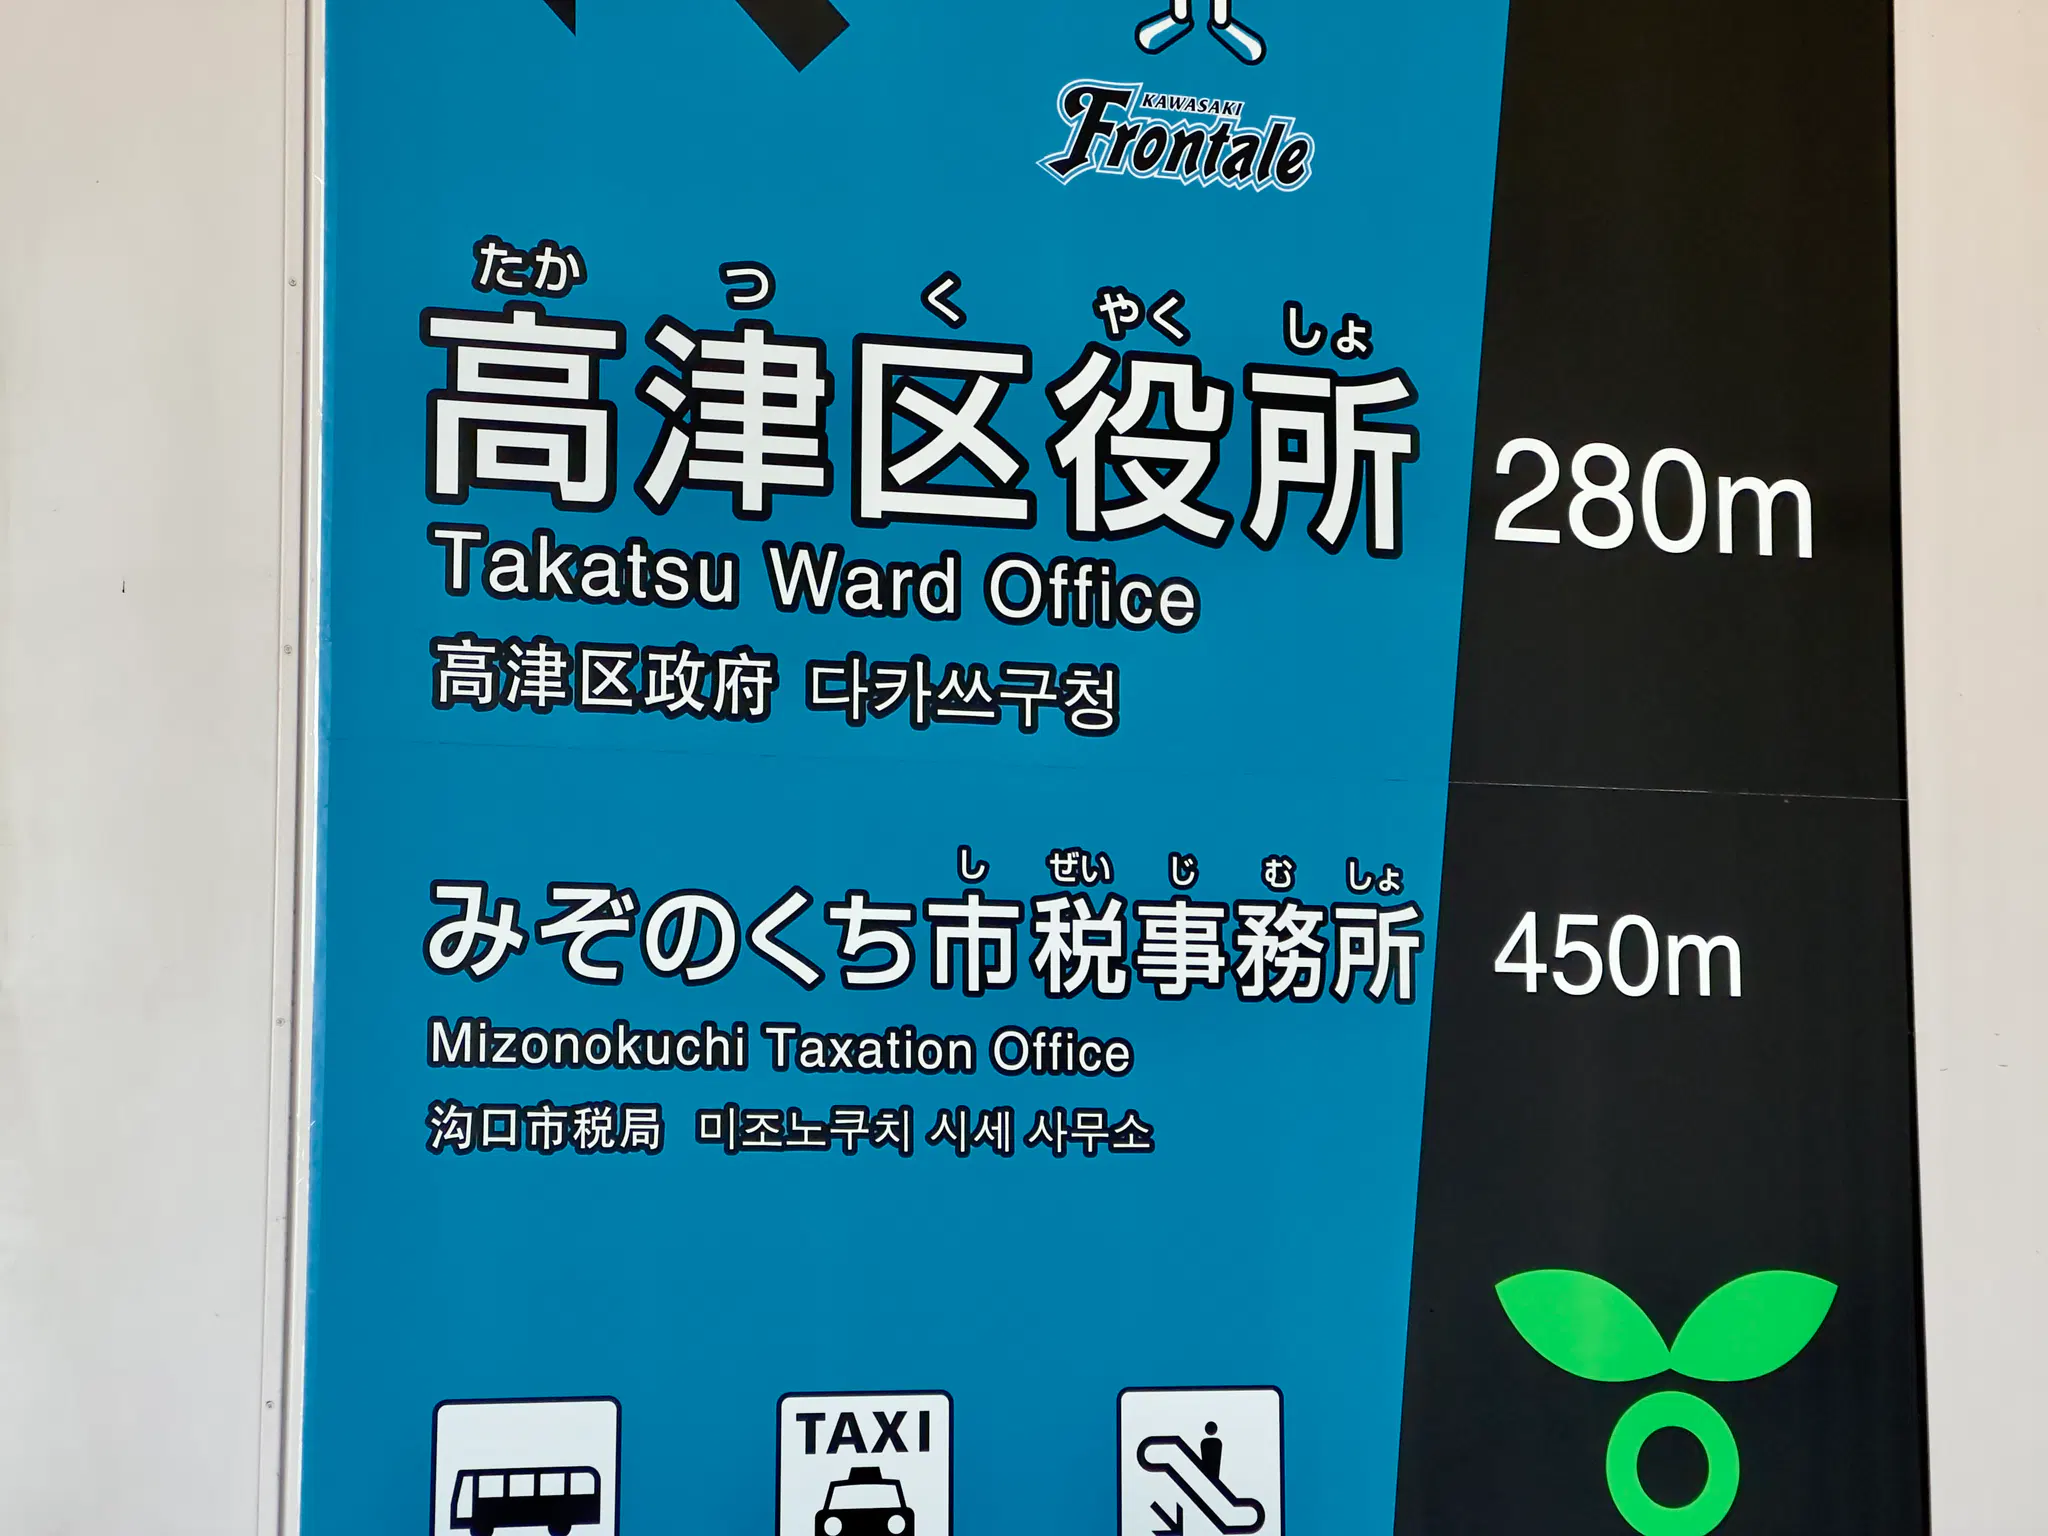 KAWASAKI
Frontale
たか つ く やく しょ
高津区役所 280m
Takatsu Ward Office
高津区政府 다카쓰구청
し ぜい じ む しょ
みぞのくち市税事務所 450m
Mizonokuchi Taxation Office
沟口市税局 미조노쿠치 시세 사무소
TAXI